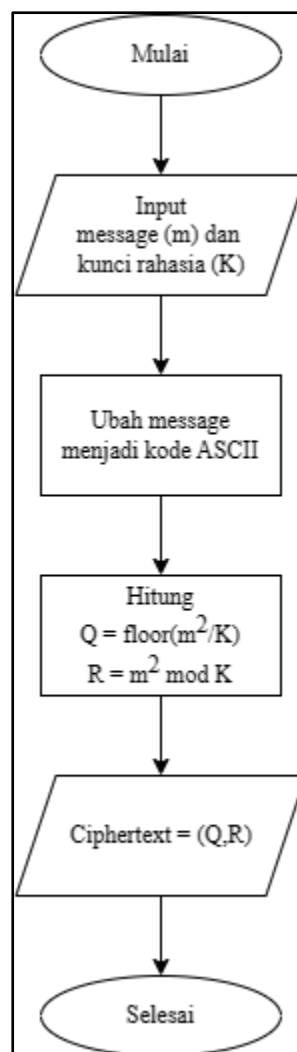 Mulai
Input
message (m) dan
kunci rahasia (K)
Ubah message
menjadi kode ASCII
Hitung
Q = floor(m²/K)
R = m² mod K
Ciphertext = (Q,R)
Selesai